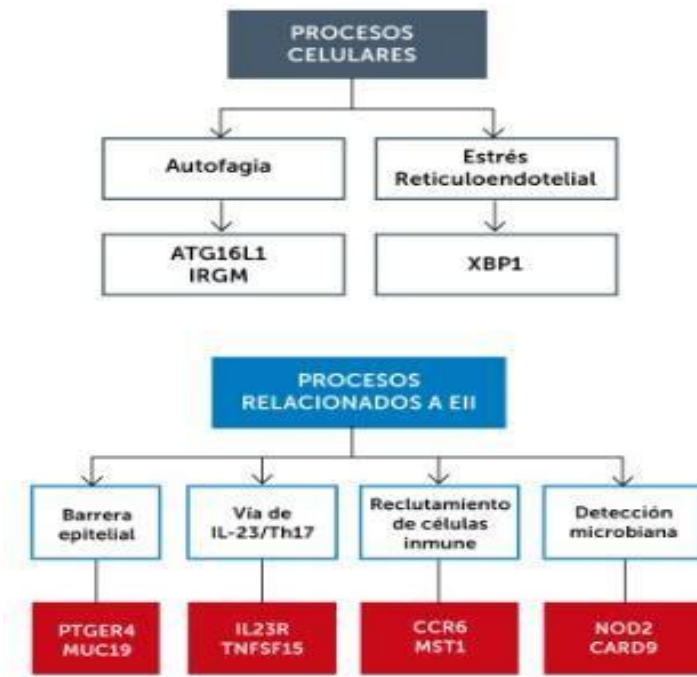 PROCESOS
CELULARES
Autofagia
Estrés
Reticuloendotelial
ATG16L1
IRGM
XBP1
PROCESOS
RELACIONADOS A EII
Barrera
epitelial
Vía de
IL-23/Th17
Reclutamiento
de células
inmune
Detección
microbiana
PTGER4
MUC19
IL23R
TNFSF15
CCR6
MST1
NOD2
CARD9